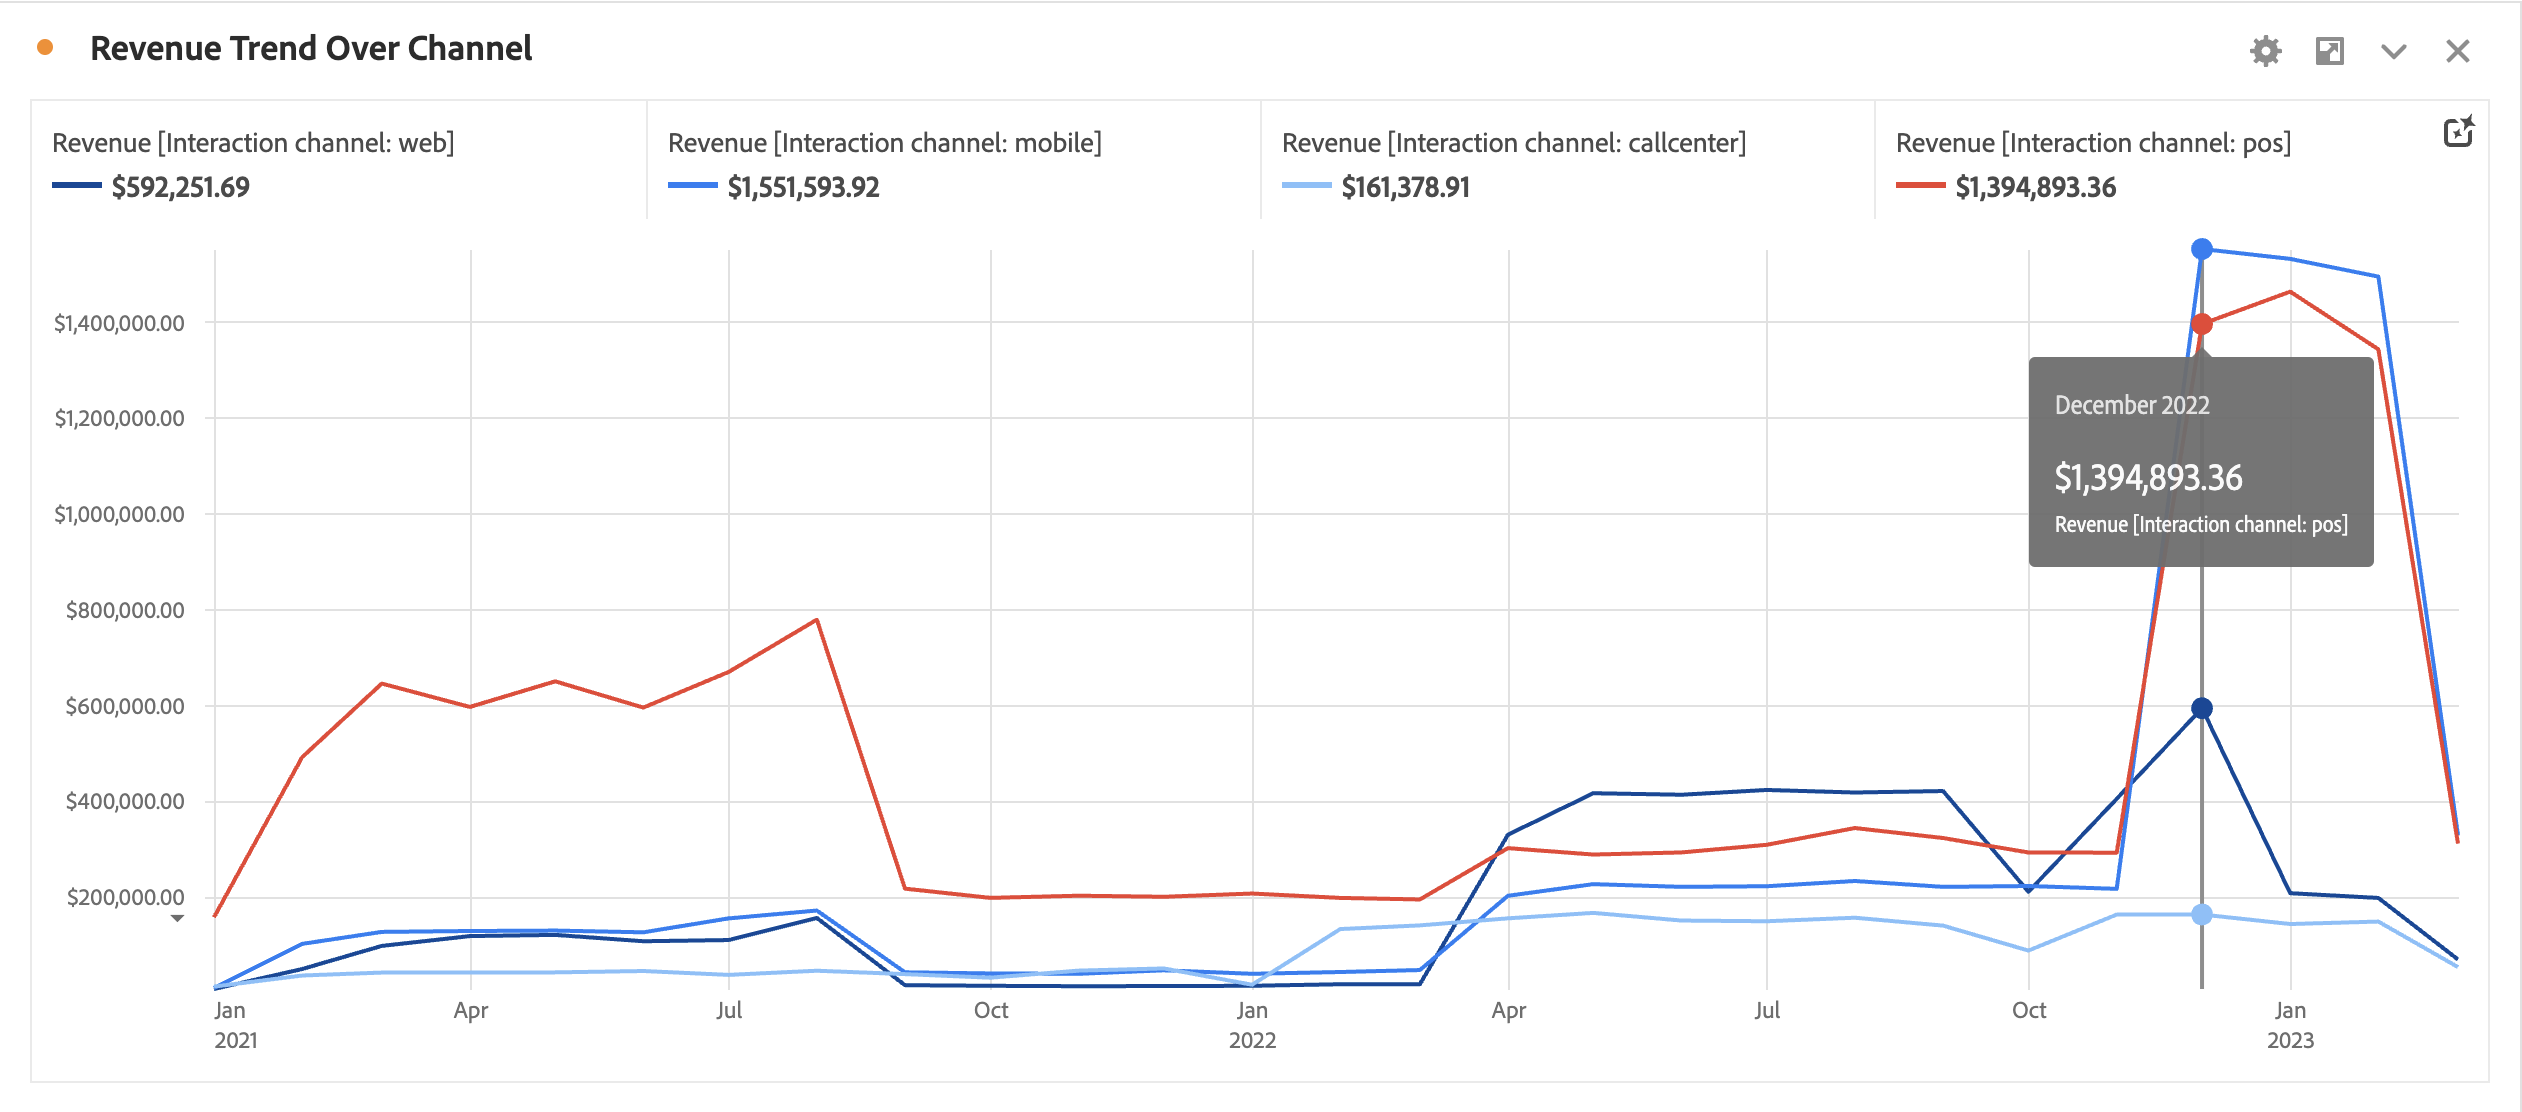 Revenue Trend Over Channel
Revenue [Interaction channel: web]
$592,251.69
Revenue [Interaction channel: mobile]
$1,551,593.92
Revenue [Interaction channel: callcenter]
$161,378.91
Revenue [Interaction channel: pos]
$1,394,893.36
$1,400,000.00
$1,200,000.00
$1,000,000.00
$800,000.00
$600,000.00
$400,000.00
$200,000.00
December 2022
$1,394,893.36
Revenue [Interaction channel: pos]
Jan Apr Jul Oct Jan Apr Jul Oct Jan
2021 2022 2023